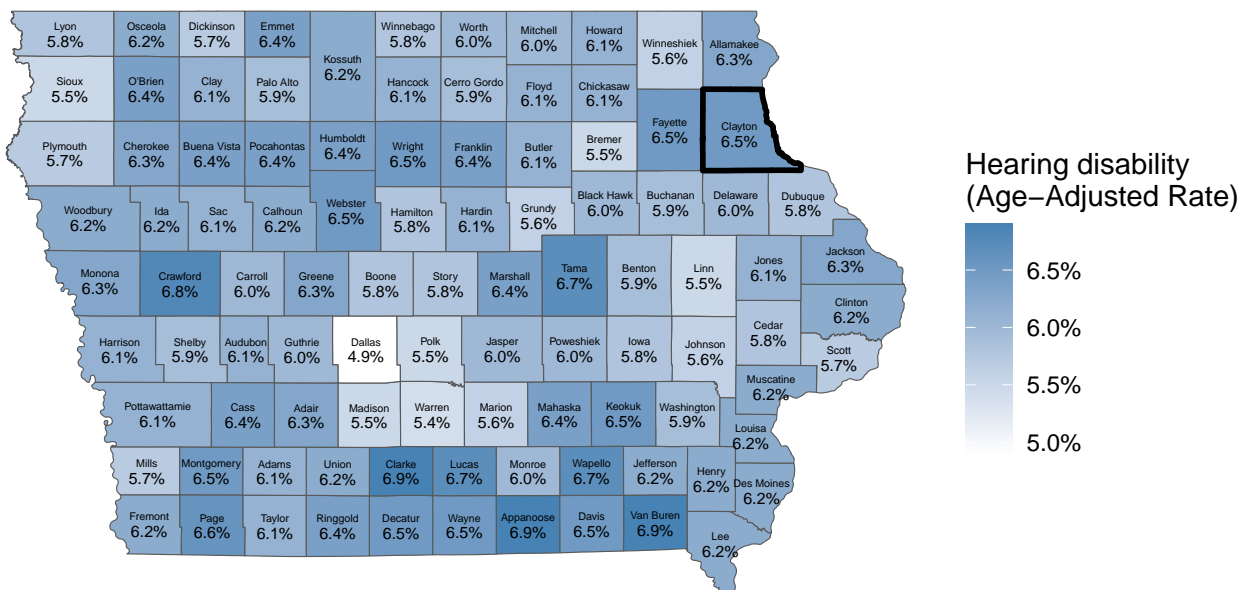 Lyon
5.8%
Osceola
6.2%
Dickinson
5.7%
Emmet
6.4%
Kossuth
6.2%
Winnebago
5.8%
Worth
6.0%
Mitchell
6.0%
Howard
6.1%
Winneshiek
5.6%
Allamakee
6.3%
Sioux
5.5%
O'Brien
6.4%
Clay
6.1%
Palo Alto
5.9%
Hancock
6.1%
Cerro Gordo
5.9%
Floyd
6.1%
Chickasaw
6.1%
Fayette
6.5%
Clayton
6.5%
Plymouth
5.7%
Cherokee
6.3%
Buena Vista
6.4%
Pocahontas
6.4%
Humboldt
6.4%
Wright
6.5%
Franklin
6.4%
Butler
6.1%
Bremer
5.5%
Woodbury
6.2%
Ida
6.2%
Sac
6.1%
Calhoun
6.2%
Webster
6.5%
Hamilton
5.8%
Hardin
6.1%
Grundy
5.6%
Black Hawk
6.0%
Buchanan
5.9%
Delaware
6.0%
Dubuque
5.8%
Monona
6.3%
Crawford
6.8%
Carroll
6.0%
Greene
6.3%
Boone
5.8%
Story
5.8%
Marshall
6.4%
Tama
6.7%
Benton
5.9%
Linn
5.5%
Jones
6.1%
Jackson
6.3%
Clinton
6.2%
Harrison
6.1%
Shelby
5.9%
Audubon
6.1%
Guthrie
6.0%
Dallas
4.9%
Polk
5.5%
Jasper
6.0%
Poweshiek
6.0%
Iowa
5.8%
Johnson
5.6%
Cedar
5.8%
Scott
5.7%
Muscatine
6.2%
Pottawattamie
6.1%
Cass
6.4%
Adair
6.3%
Madison
5.5%
Warren
5.4%
Marion
5.6%
Mahaska
6.4%
Keokuk
6.5%
Washington
5.9%
Louisa
6.2%
Mills
5.7%
Montgomery
6.5%
Adams
6.1%
Union
6.2%
Clarke
6.9%
Lucas
6.7%
Monroe
6.0%
Wapello
6.7%
Jefferson
6.2%
Henry
6.2%
Des Moines
6.2%
Fremont
6.2%
Page
6.6%
Taylor
6.1%
Ringgold
6.4%
Decatur
6.5%
Wayne
6.5%
Appanoose
6.9%
Davis
6.5%
Van Buren
6.9%
Lee
6.2%
Hearing disability
(Age−Adjusted Rate)
6.5%
6.0%
5.5%
5.0%